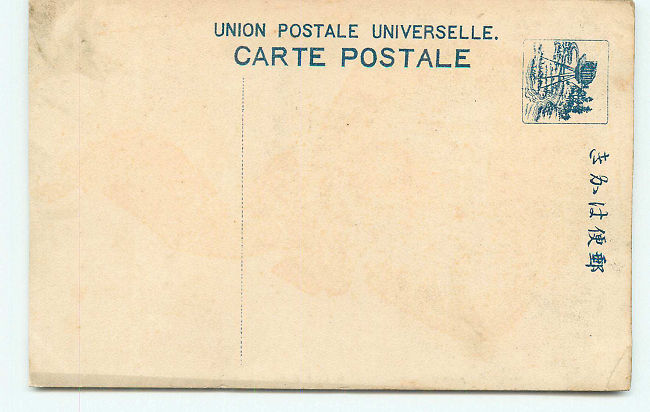 UNION POSTALE UNIVERSELLE.
CARTE POSTALE
きかは便郵